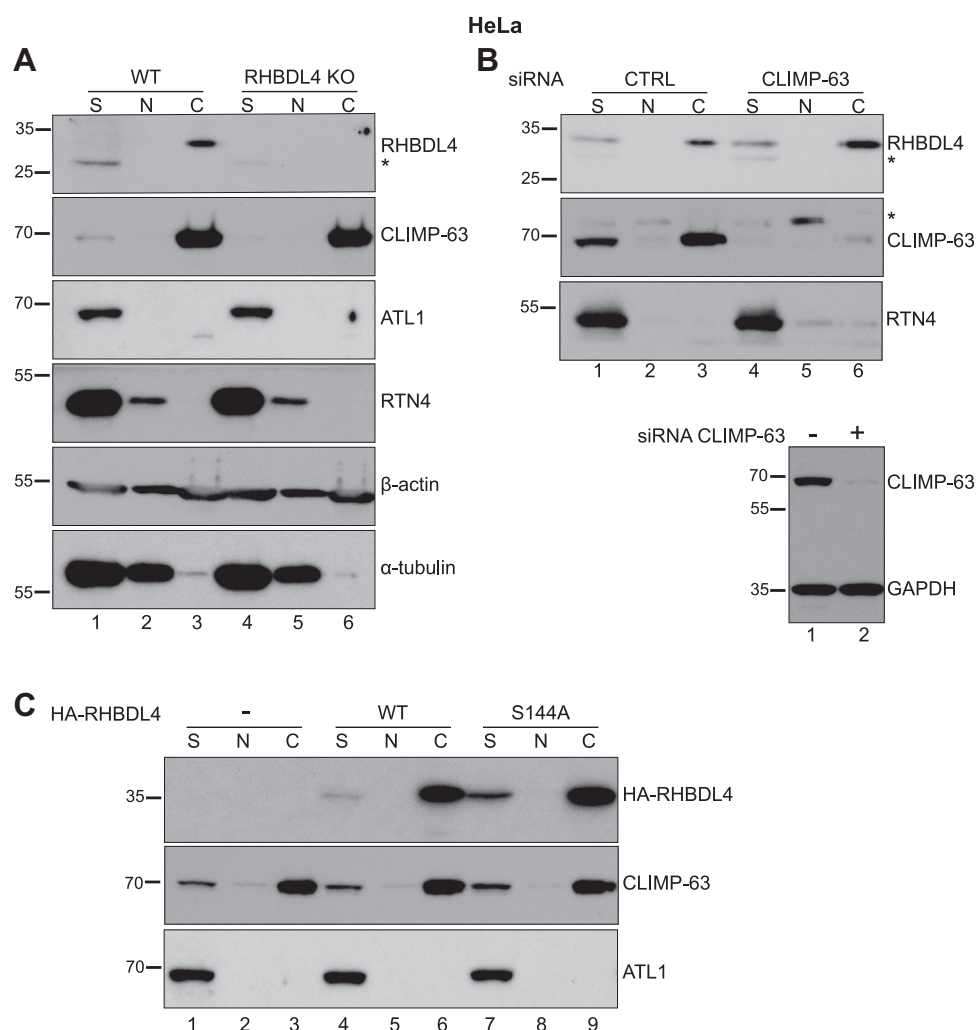 HeLa
A
WT RHBDL4 KO
S N C S N C
35
25
RHBDL4
*
70
CLIMP-63
70
ATL1
55
RTN4
55
β-actin
55
α-tubulin
1 2 3 4 5 6
B
siRNA CTRL CLIMP-63
S N C S N C
35
25
RHBDL4
*
*
70
CLIMP-63
55
RTN4
1 2 3 4 5 6
siRNA CLIMP-63 - +
70
CLIMP-63
55
35
GAPDH
1 2
C
HA-RHBDL4 - WT S144A
S N C S N C S N C
35
HA-RHBDL4
70
CLIMP-63
70
ATL1
1 2 3 4 5 6 7 8 9